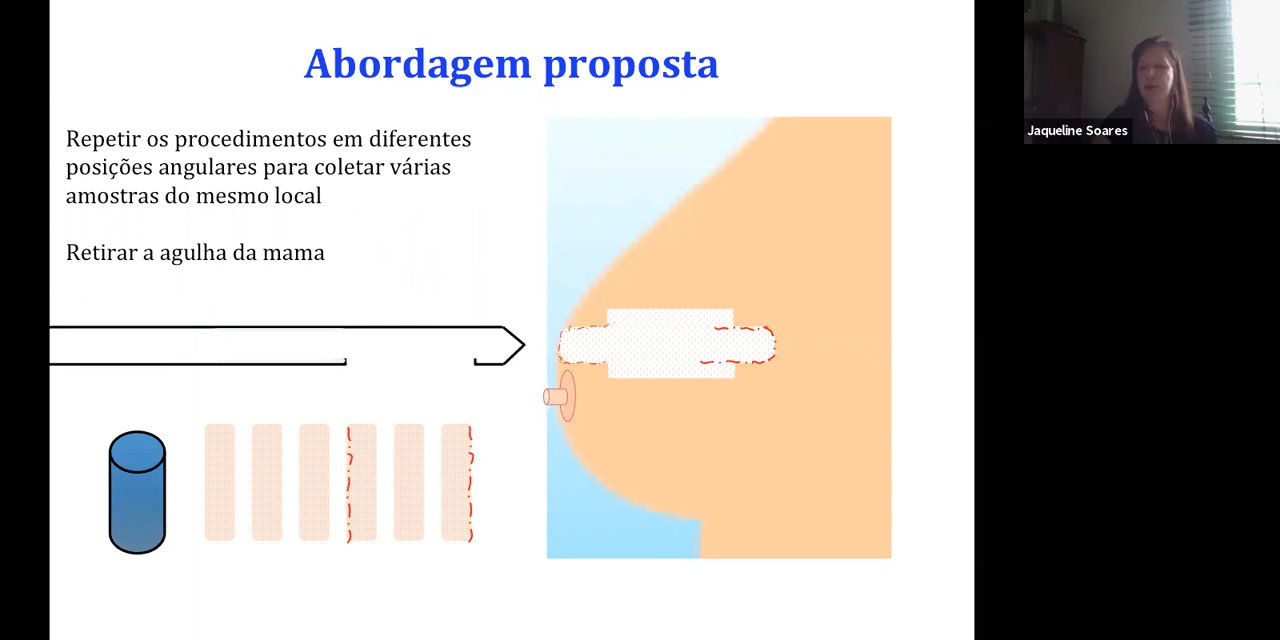 Abordagem proposta
Repetir os procedimentos em diferentes
posições angulares para coletar várias
amostras do mesmo local
Retirar a agulha da mama
Jaqueline Soares